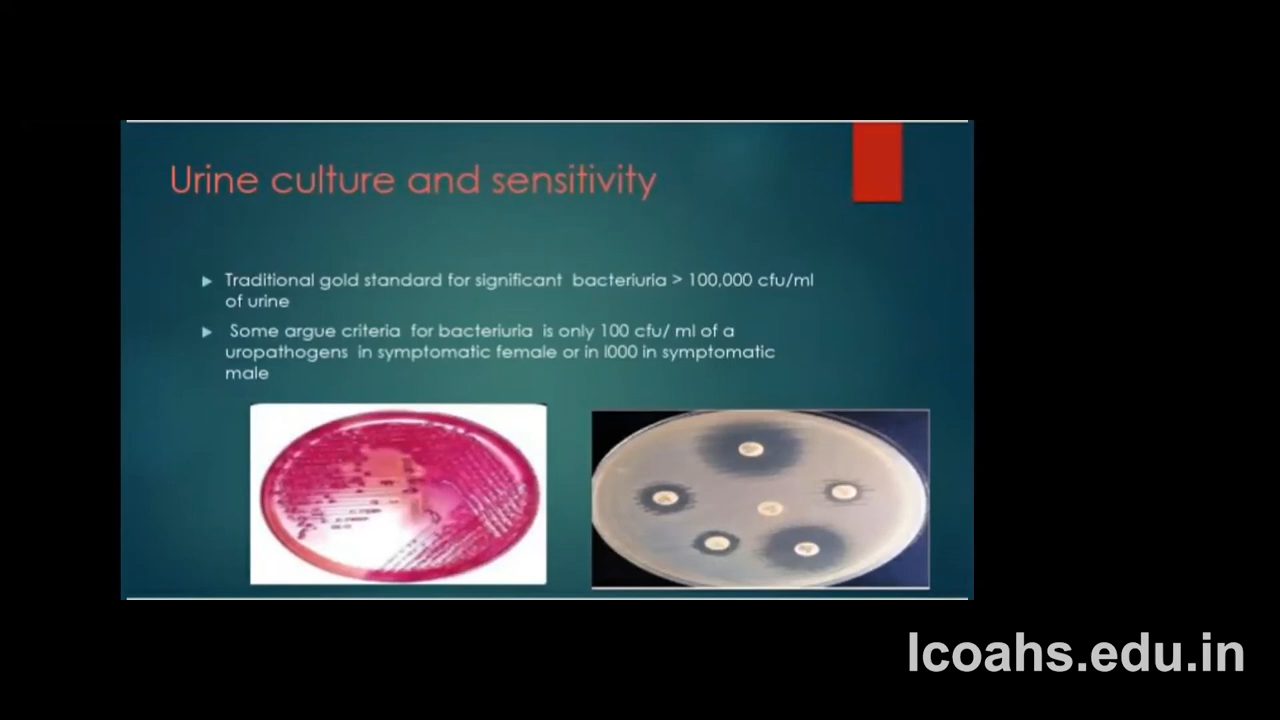 Urine culture and sensitivity
Traditional gold standard for significant bacteriuria > 100,000 cfu/ml
of urine
Some argue criteria for bacteriuria is only 100 cfu/ ml of a
uropathogens in symptomatic female or in l000 in symptomatic
male
lcoahs.edu.in